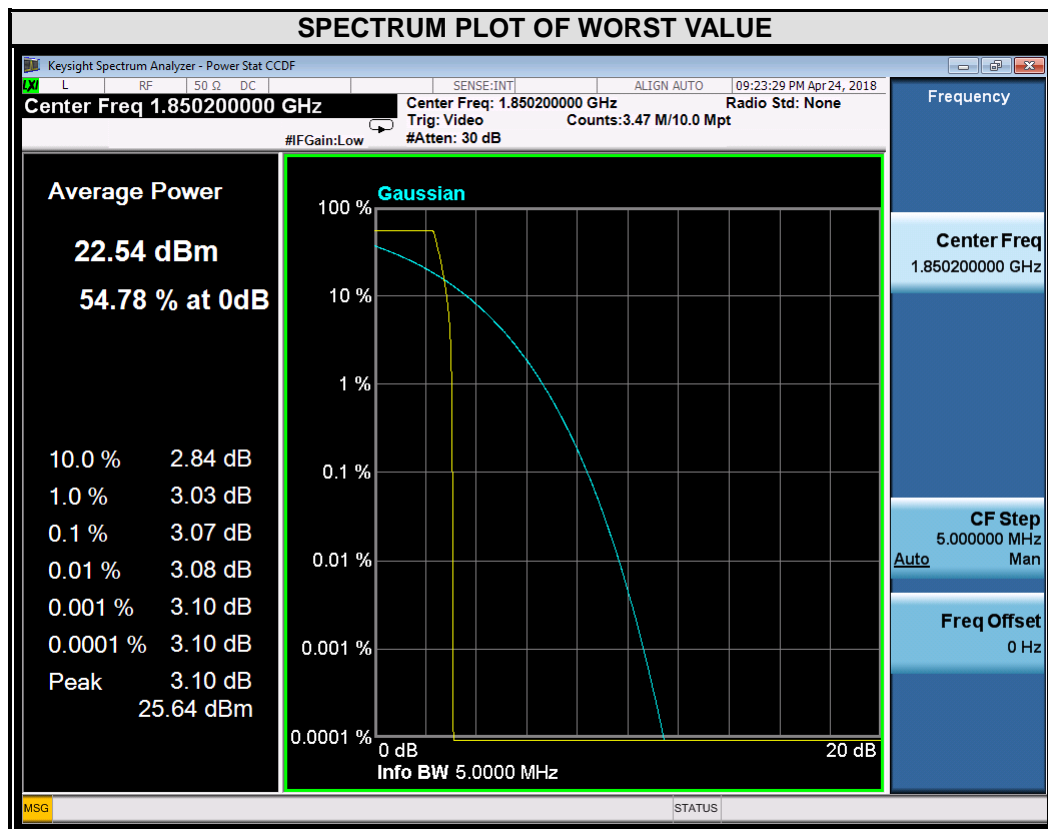 SPECTRUM PLOT OF WORST VALUE
Keysight Spectrum Analyzer - Power Stat CCDF
LXI L RF 50 Ω DC SENSE:INT ALIGN AUTO 09:23:29 PM Apr 24, 2018
Center Freq 1.850200000 GHz
#IFGain:Low
Center Freq: 1.850200000 GHz
Radio Std: None
Trig: Video
Counts:3.47 M/10.0 Mpt
#Atten: 30 dB
Average Power
22.54 dBm
54.78 % at 0dB
10.0 % 2.84 dB
1.0 % 3.03 dB
0.1 % 3.07 dB
0.01 % 3.08 dB
0.001 % 3.10 dB
0.0001 % 3.10 dB
Peak 3.10 dB
25.64 dBm
Gaussian
100 %
10 %
1 %
0.1 %
0.01 %
0.001 %
0.0001 %
0 dB
20 dB
Info BW 5.0000 MHz
Frequency
Center Freq
1.850200000 GHz
CF Step
5.000000 MHz
Auto Man
Freq Offset
0 Hz
MSG
STATUS